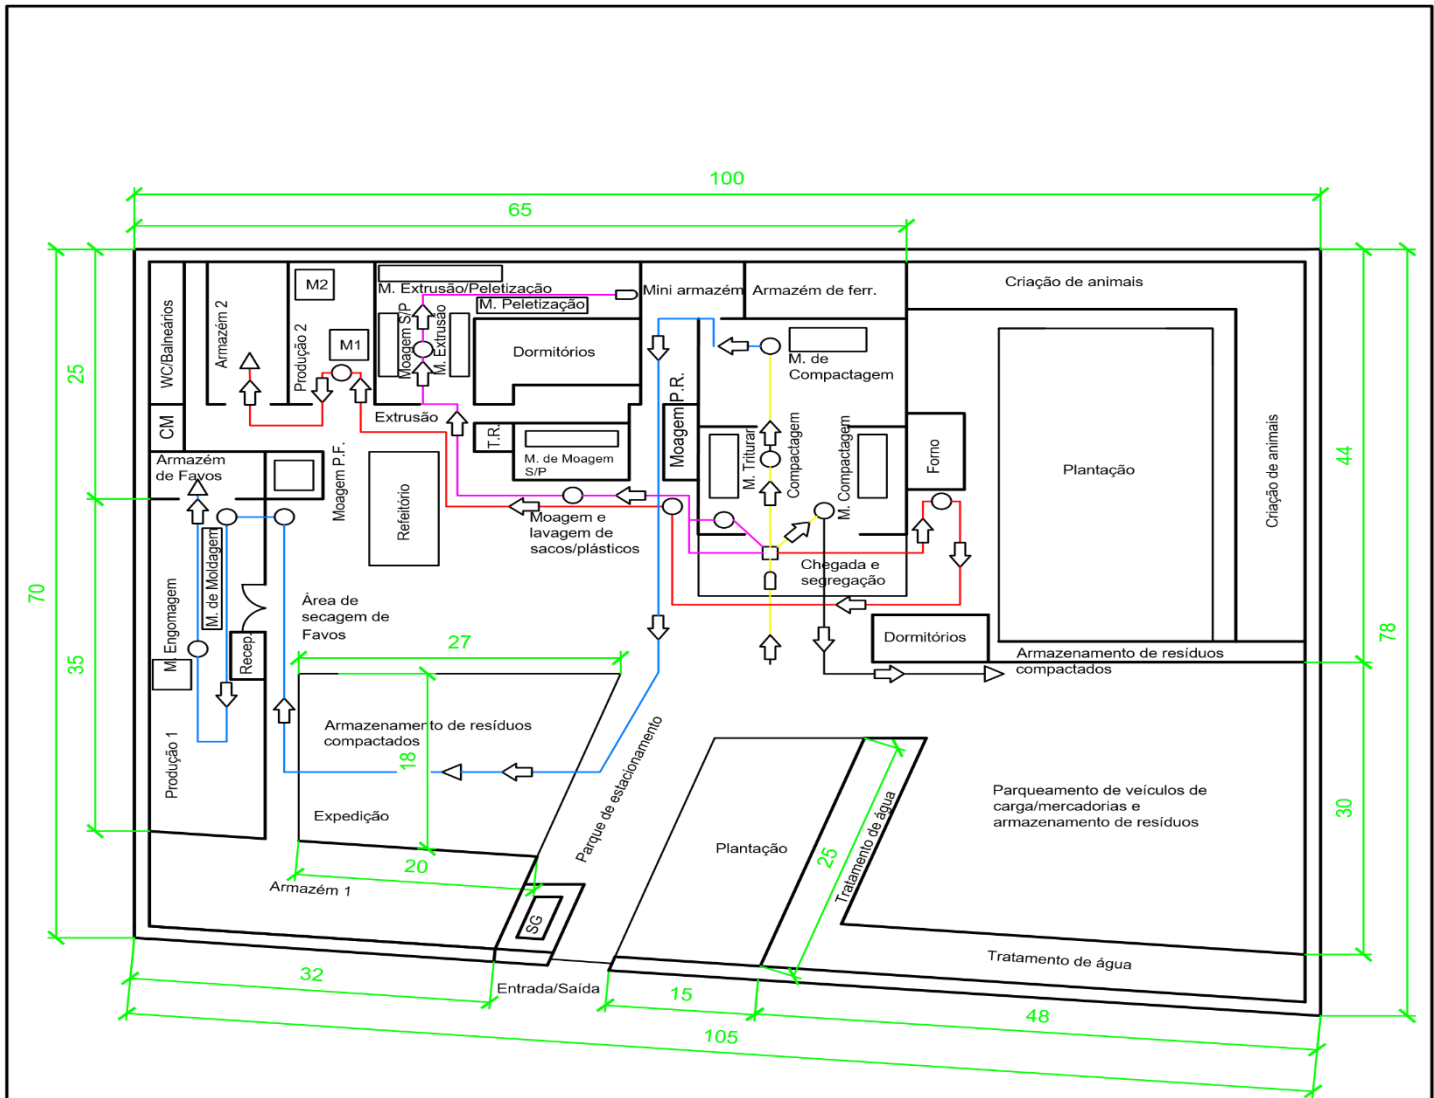 100
65
Criação de animais
M2
M. Extrusão/Peletização
Mini armazém
Armazém de ferr.
M. Peletização
WC/Balneários
Armazém 2
Produção 2
M1
Moagem S/P
M. Extrusão
Dormitórios
M. de
Compactagem
25
Extrusão
CM
Moagem P.R.
T.R.
M. de Moagem
S/P
M. Triturar
Compactagem
M. Compactagem
Forno
Plantação
Criação de animais
44
Armazém
de Favos
Moagem P.F.
Refeitório
Moagem e
lavagem de
sacos/plásticos
Chegada e
segregação
M. de Moldagem
M. Engomagem
Área de
secagem de
Favos
Recep.
70
35
78
27
Dormitórios
Armazenamento de resíduos
compactados
Armazenamento de resíduos
compactados
18
Produção 1
Expedição
Parque de estacionamento
Parqueamento de veículos de
carga/mercadorias e
armazenamento de resíduos
30
Plantação
25
Tratamento de água
20
Armazém 1
SG
Tratamento de água
32
Entrada/Saída
15
48
105